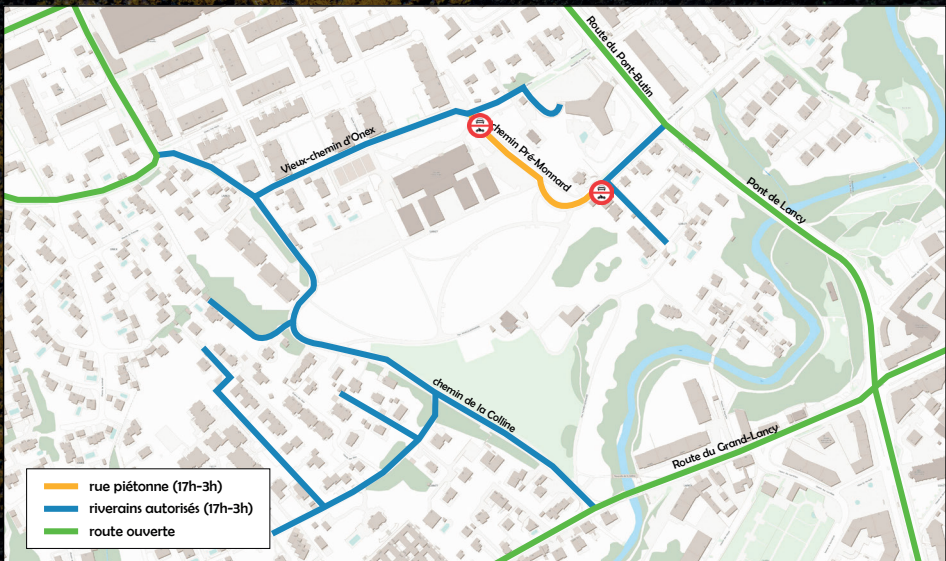 Route du Pont-Butin
Vieux-chemin d'Onex
chemin Pré-Monnard
Pont de Lancy
chemin de la Colline
Route du Grand-Lancy
rue piétonne (17h-3h)
riverains autorisés (17h-3h)
route ouverte